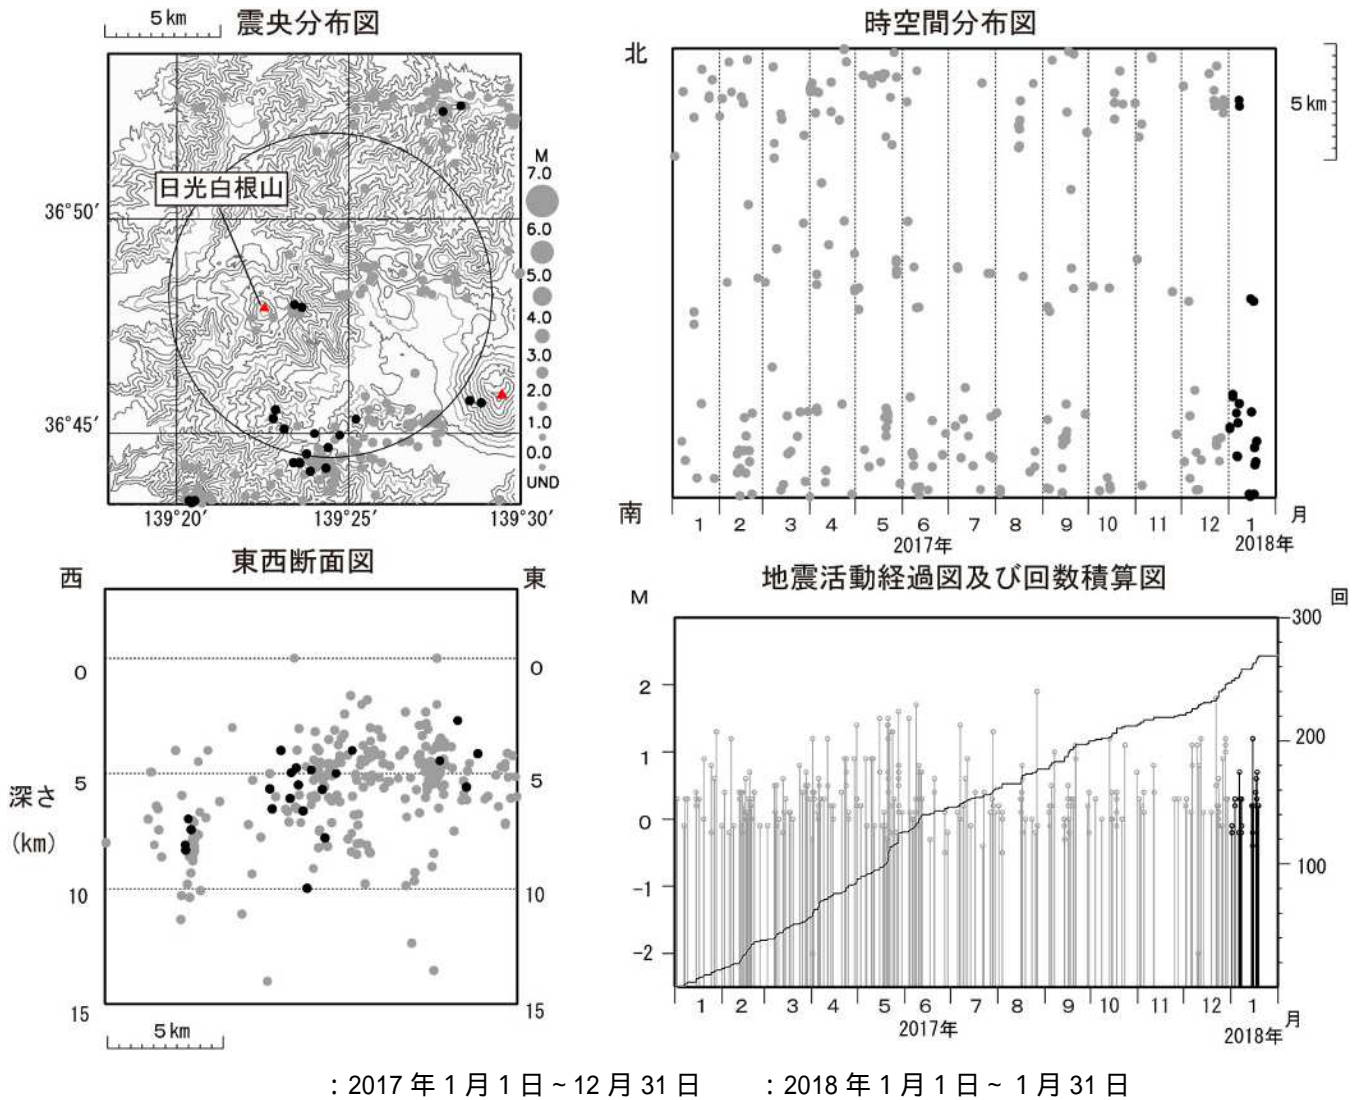 5km
震央分布図
日光白根山
36°50′
36°45′
139°20′
139°25′
139°30′
M
7.0
6.0
5.0
4.0
3.0
2.0
1.0
0.0
UND
時空間分布図
北
南
5km
1 2 3 4 5 6 7 8 9 10 11 12 1 月
2017年
2018年
東西断面図
西
東
0
5
10
15
0
5
10
15
深さ
(km)
5km
地震活動経過図及び回数積算図
M
回
2
1
0
-1
-2
300
200
100
1 2 3 4 5 6 7 8 9 10 11 12 1 月
2017年
2018年
：2017 年 1 月 1 日 ~ 12 月 31 日 ：2018 年 1 月 1 日 ~ 1 月 31 日